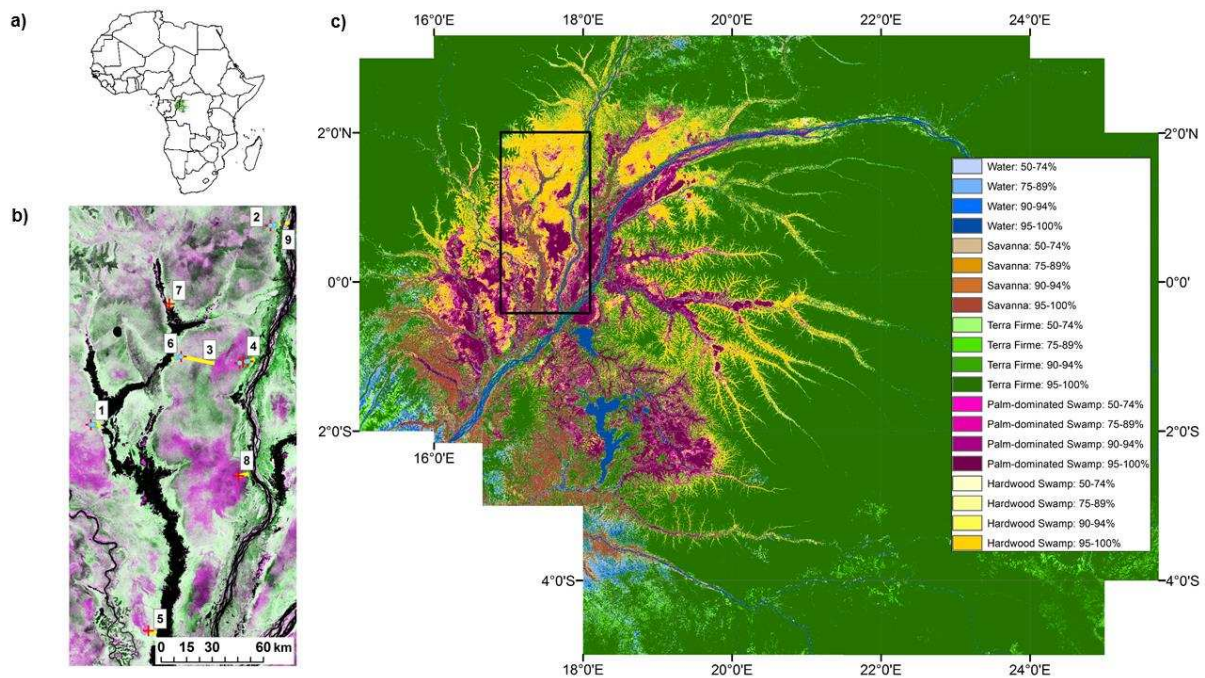 a)
b)
2
9
7
6
3
4
1
8
5
0 15 30 60 km
c)
16°0'E 18°0'E 20°0'E 22°0'E 24°0'E
2°0'N 2°0'N
0°0' 0°0'
2°0'S 2°0'S
16°0'E
4°0'S 4°0'S
18°0'E 20°0'E 22°0'E 24°0'E
Water: 50-74%
Water: 75-89%
Water: 90-94%
Water: 95-100%
Savanna: 50-74%
Savanna: 75-89%
Savanna: 90-94%
Savanna: 95-100%
Terra Firme: 50-74%
Terra Firme: 75-89%
Terra Firme: 90-94%
Terra Firme: 95-100%
Palm-dominated Swamp: 50-74%
Palm-dominated Swamp: 75-89%
Palm-dominated Swamp: 90-94%
Palm-dominated Swamp: 95-100%
Hardwood Swamp: 50-74%
Hardwood Swamp: 75-89%
Hardwood Swamp: 90-94%
Hardwood Swamp: 95-100%